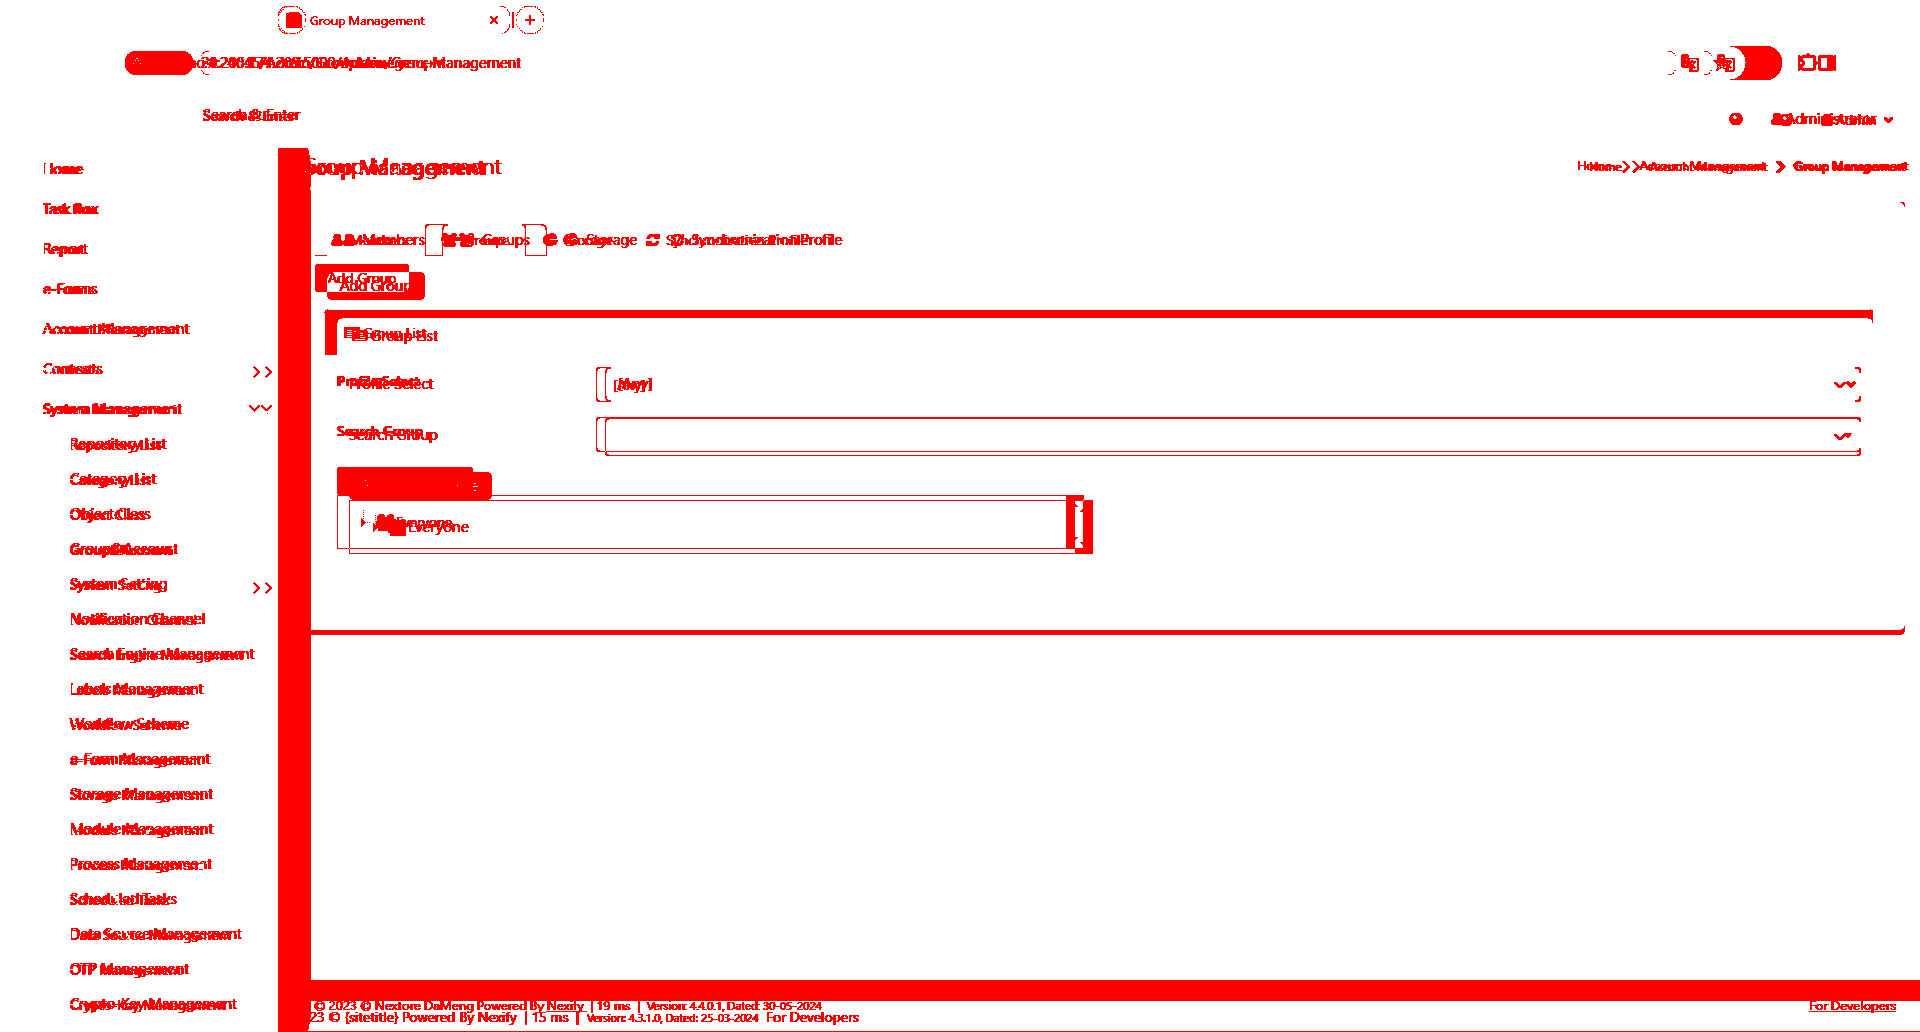 Group Management
Search & Enter
Administrator
Group Management
Home
Account Management
Group Management
Home
Task Box
Report
e-Forms
Account Management
Contents
System Management
Repository List
Category List
Object Class
System Setting
Notification Channel
Search Engine Management
Labels Management
Workflow Scheme
e-Form Management
Storage Management
Module Management
Process Management
Scheduled Tasks
Data Source Management
OTP Management
Crypto Key Management
Members
Groups
Storage
Synchronization Profile
Add Group
Add Group
Group List
Group List
Profile Select
[Any]
Search Group
Everyone
Everyone
© 2023 © Nextore DaMeng Powered By Nexify | 19 ms | Version: 4.4.0.1, Dated: 30-05-2024
For Developers
23 © {sitetitle} Powered By Nexify | 15 ms | Version: 4.3.1.0, Dated: 25-03-2024 For Developers